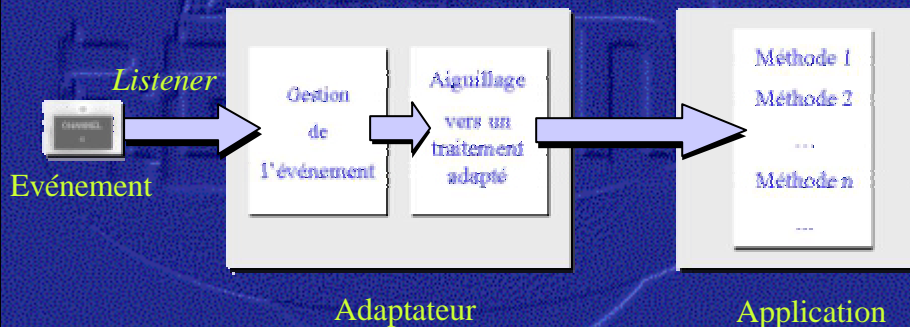 Listener
Evénement
Gestion
de
l'événement
Aiguillage
vers un
traitement
adapté
Adaptateur
Méthode 1
Méthode 2
...
Méthode n
...
Application